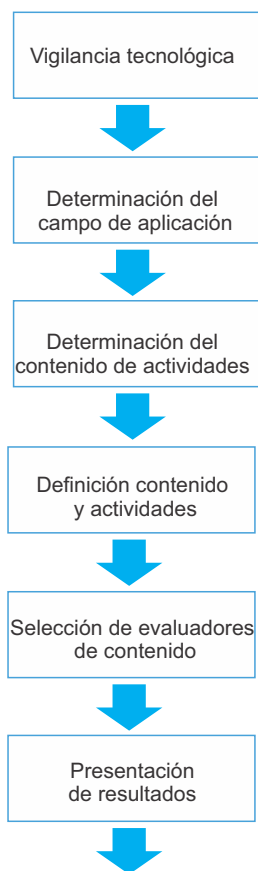 Vigilancia tecnológica
Determinación del
campo de aplicación
Determinación del
contenido de actividades
Definición contenido
y actividades
Selección de evaluadores
de contenido
Presentación
de resultados